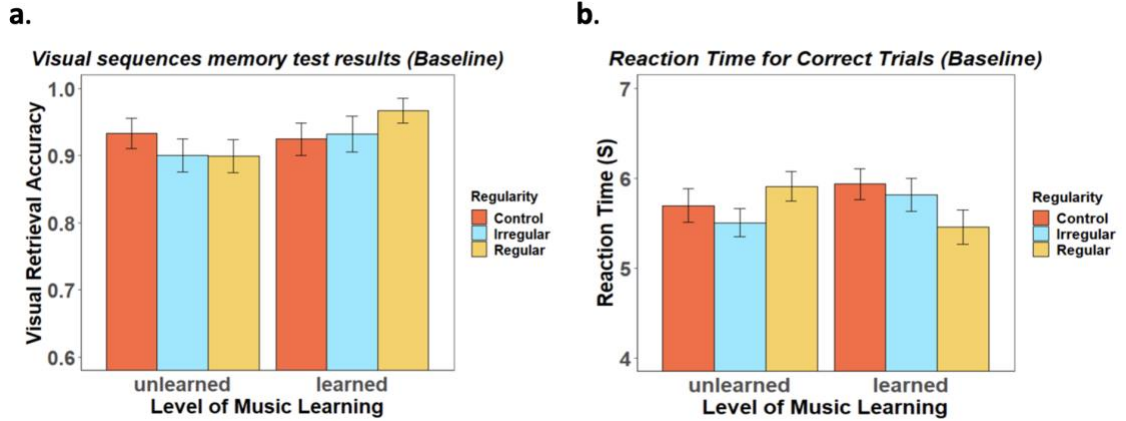 a.
Visual sequences memory test results (Baseline)
Visual Retrieval Accuracy
1.0
0.9
0.8
0.7
0.6
unlearned learned
Level of Music Learning
Regularity
Control
Irregular
Regular
b.
Reaction Time for Correct Trials (Baseline)
Reaction Time (S)
7
6
5
4
unlearned learned
Level of Music Learning
Regularity
Control
Irregular
Regular